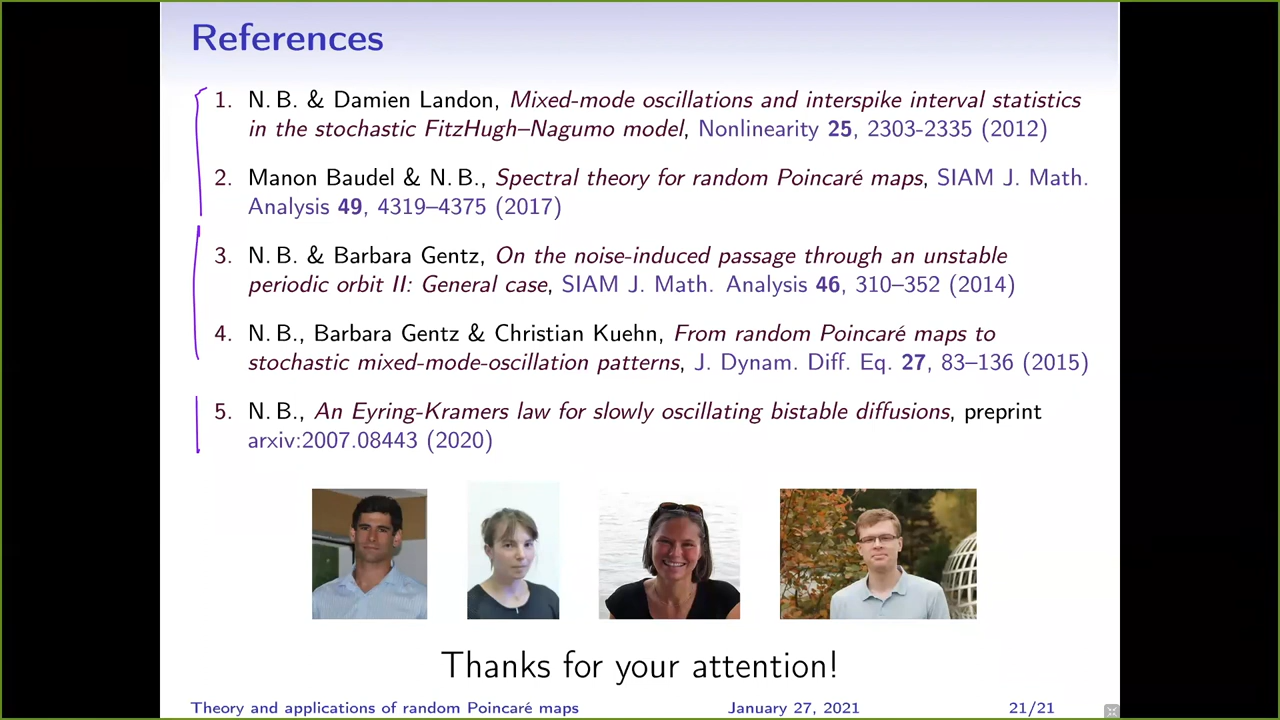 References
1. N. B. & Damien Landon, Mixed-mode oscillations and interspike interval statistics
in the stochastic FitzHugh–Nagumo model, Nonlinearity 25, 2303-2335 (2012)
2. Manon Baudel & N. B., Spectral theory for random Poincaré maps, SIAM J. Math.
Analysis 49, 4319–4375 (2017)
3. N. B. & Barbara Gentz, On the noise-induced passage through an unstable
periodic orbit II: General case, SIAM J. Math. Analysis 46, 310–352 (2014)
4. N. B., Barbara Gentz & Christian Kuehn, From random Poincaré maps to
stochastic mixed-mode-oscillation patterns, J. Dynam. Diff. Eq. 27, 83–136 (2015)
5. N. B., An Eyring-Kramers law for slowly oscillating bistable diffusions, preprint
arxiv:2007.08443 (2020)
Thanks for your attention!
Theory and applications of random Poincaré maps January 27, 2021 21/21